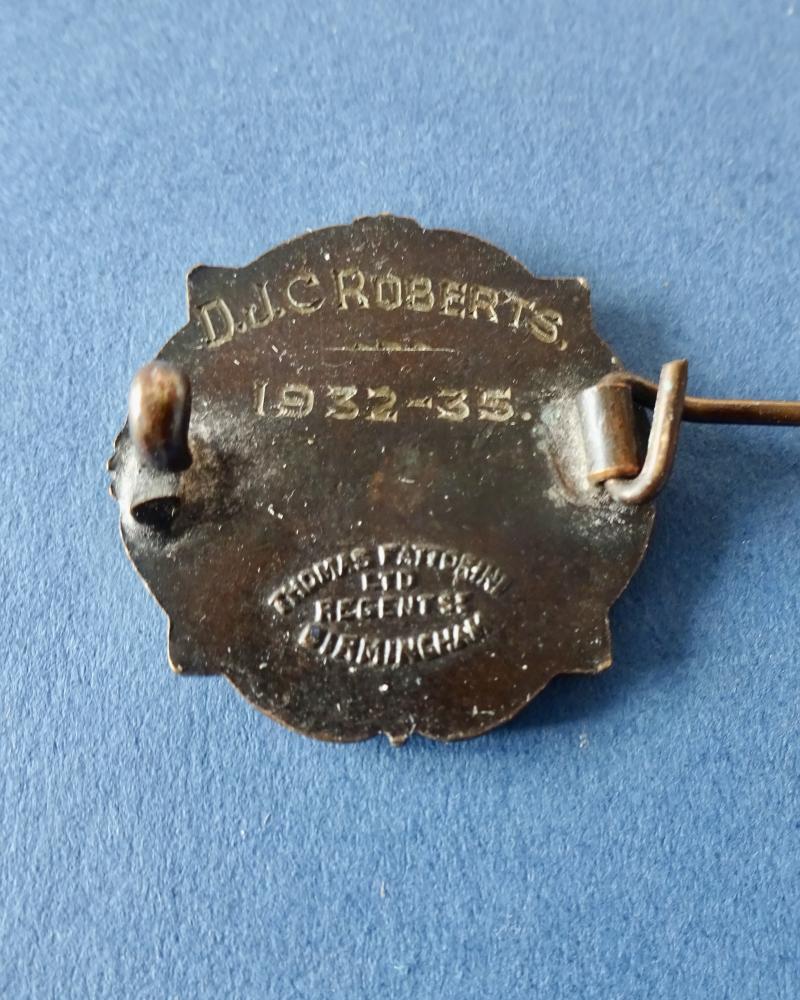 D.J.C ROBERTS,
1932-35.
THOMAS FATTORINI
LTD
REGENT ST
BIRMINGHAM